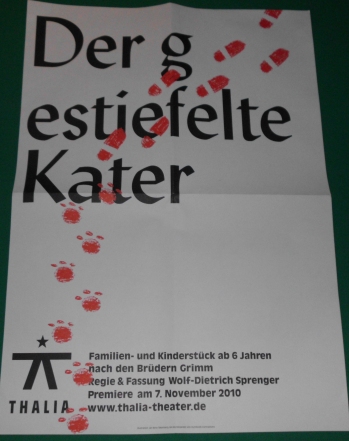 Der g
estiefelte
Kater
Familien- und Kinderstück ab 6 Jahren
nach den Brüdern Grimm
Regie & Fassung Wolf-Dietrich Sprenger
Premiere am 7. November 2010
www.thalia-theater.de
THALIA